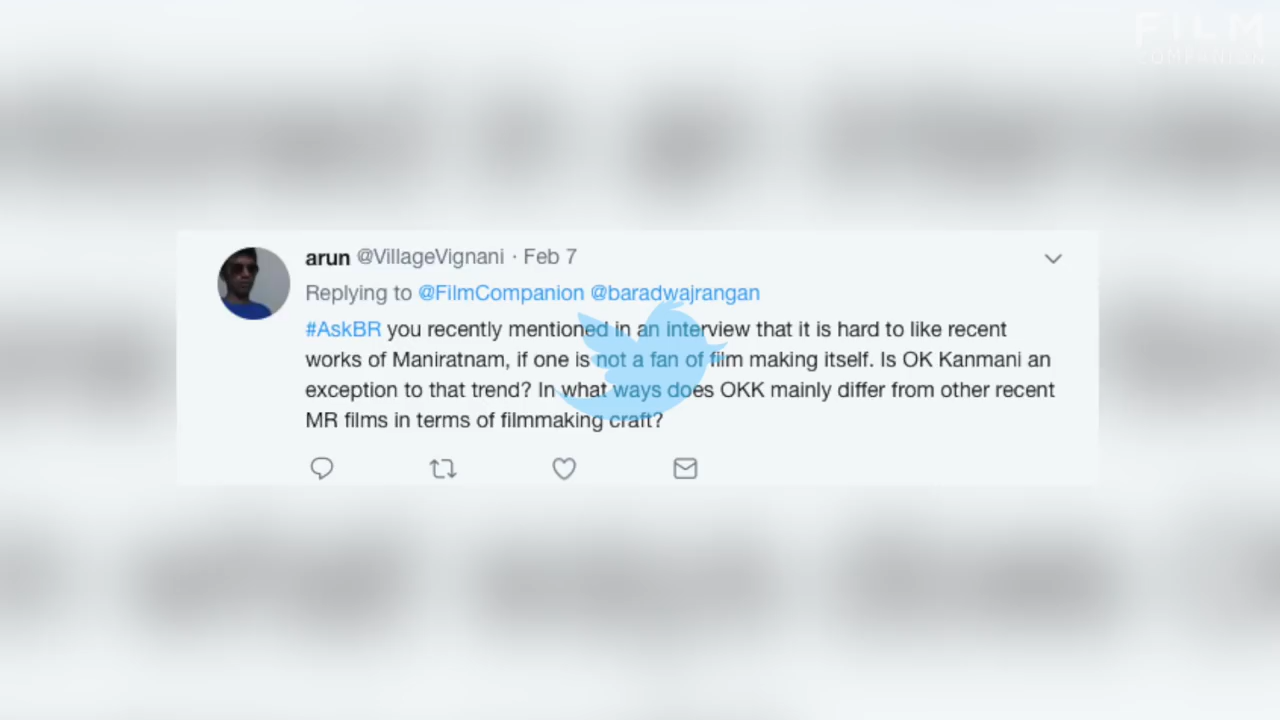 FILM
COMPANION
arun @VillageVignani · Feb 7
Replying to @FilmCompanion @baradwajrangan
#AskBR you recently mentioned in an interview that it is hard to like recent
works of Maniratnam, if one is not a fan of film making itself. Is OK Kanmani an
exception to that trend? In what ways does OKK mainly differ from other recent
MR films in terms of filmmaking craft?